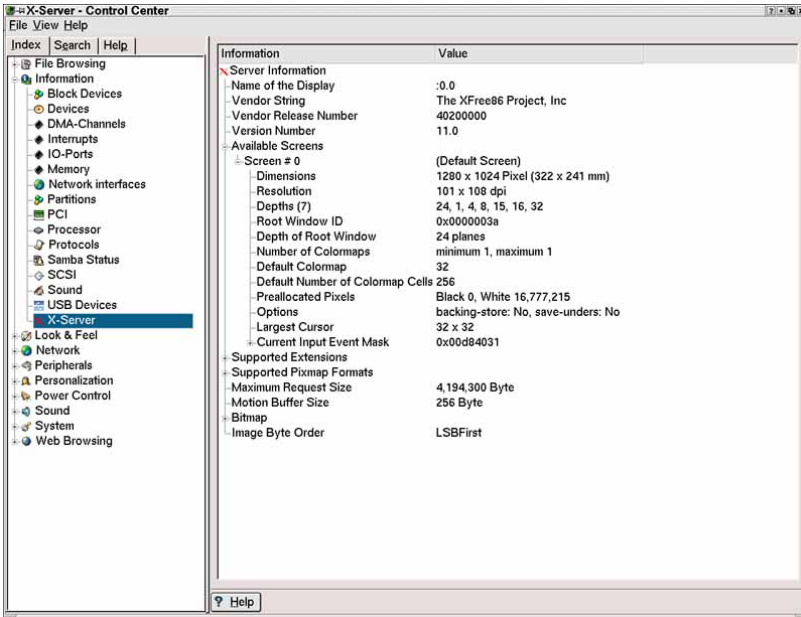 X-Server - Control Center
File View Help
Index Search Help
File Browsing
Information
Block Devices
Devices
DMA-Channels
Interrupts
IO-Ports
Memory
Network interfaces
Partitions
PCI
Processor
Protocols
Samba Status
SCSI
Sound
USB Devices
X-Server
Look & Feel
Network
Peripherals
Personalization
Power Control
Sound
System
Web Browsing
Information Value
Server Information
Name of the Display :0.0
Vendor String The XFree86 Project, Inc
Vendor Release Number 40200000
Version Number 11.0
Available Screens
Screen # 0 (Default Screen)
Dimensions 1280 x 1024 Pixel (322 x 241 mm)
Resolution 101 x 108 dpi
Depths (7) 24, 1, 4, 8, 15, 16, 32
Root Window ID 0x0000003a
Depth of Root Window 24 planes
Number of Colormaps minimum 1, maximum 1
Default Colormap 32
Default Number of Colormap Cells 256
Preallocated Pixels Black 0, White 16,777,215
Options backing-store: No, save-unders: No
Largest Cursor 32 x 32
Current Input Event Mask 0x00d84031
Supported Extensions
Supported Pixmap Formats
Maximum Request Size 4,194,300 Byte
Motion Buffer Size 256 Byte
Bitmap
Image Byte Order LSBFirst
? Help